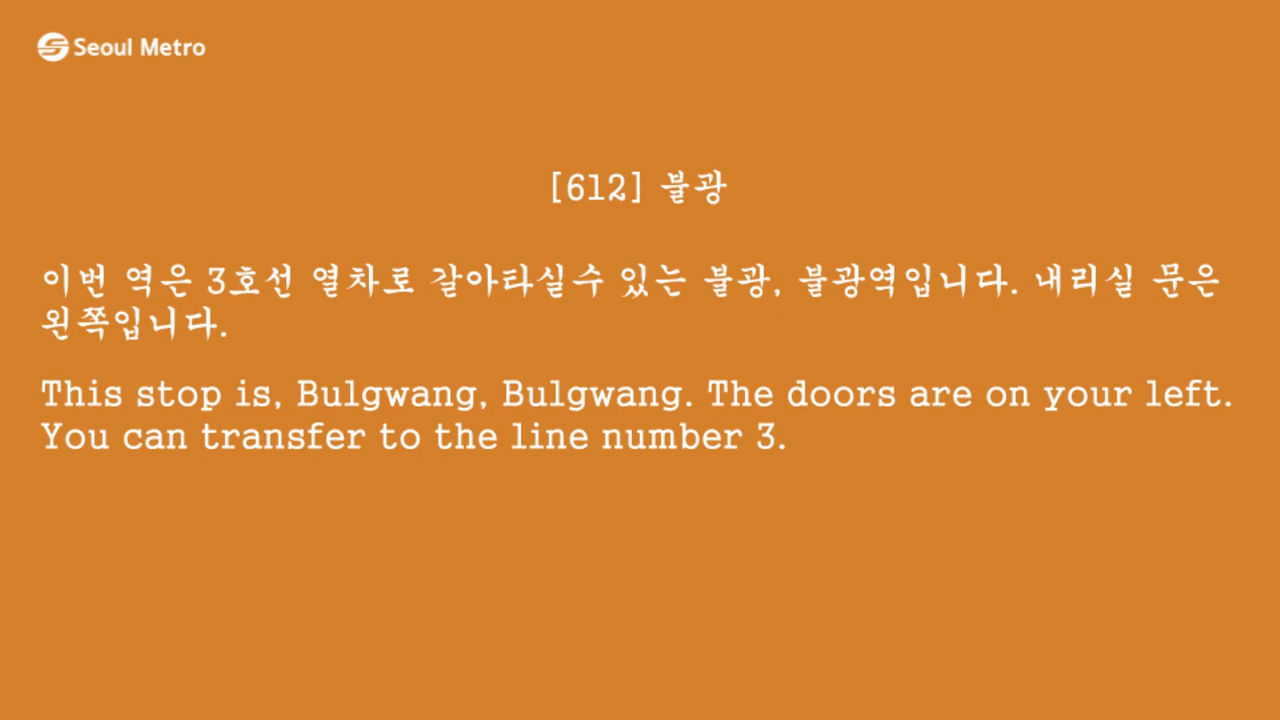 Seoul Metro
[612] 불광
이번 역은 3호선 열차로 갈아타실수 있는 불광, 불광역입니다. 내리실 문은
왼쪽입니다.
This stop is, Bulgwang, Bulgwang. The doors are on your left.
You can transfer to the line number 3.